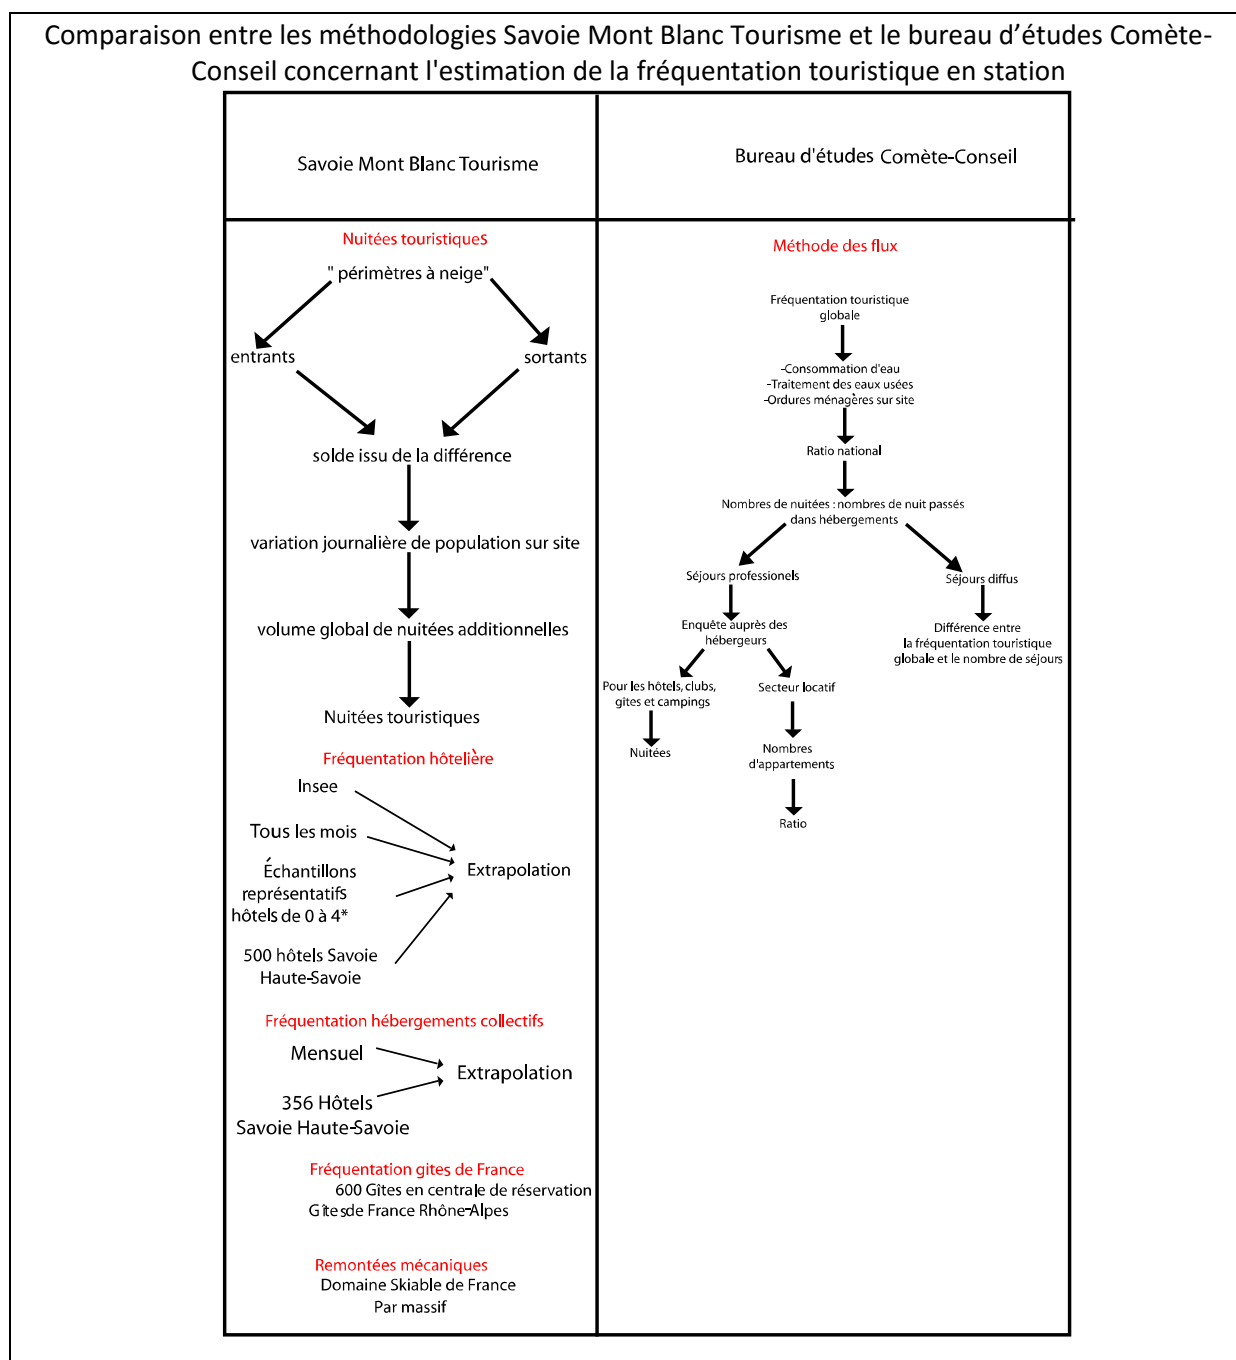 Comparaison entre les méthodologies Savoie Mont Blanc Tourisme et le bureau d'études Comète-
Conseil concernant l'estimation de la fréquentation touristique en station
Savoie Mont Blanc Tourisme
Bureau d'études Comète-Conseil
Nuitées touristiques
" périmètres à neige"
entrants
sortants
solde issu de la différence
variation journalière de population sur site
volume global de nuitées additionnelles
Nuitées touristiques
Fréquentation hôtelière
Insee
Tous les mois
Échantillons
représentatifs
hôtels de 0 à 4*
500 hôtels Savoie
Haute-Savoie
Extrapolation
Fréquentation hébergements collectifs
Mensuel
356 Hôtels
Savoie Haute-Savoie
Extrapolation
Fréquentation gites de France
600 Gîtes en centrale de réservation
Gîtes de France Rhône-Alpes
Remontées mécaniques
Domaine Skiable de France
Par massif
Méthode des flux
Fréquentation touristique
globale
-Consommation d'eau
-Traitement des eaux usées
-Ordures ménagères sur site
Ratio national
Nombres de nuitées : nombres de nuit passés
dans hébergements
Séjours professionels
Séjours diffus
Enquête auprès des
hébergeurs
Différence entre
la fréquentation touristique
globale et le nombre de séjours
Pour les hôtels, clubs,
gîtes et campings
Secteur locatif
Nuitées
Nombres
d'appartements
Ratio